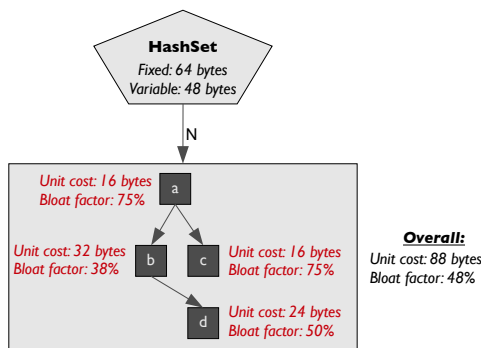 HashSet
Fixed: 64 bytes
Variable: 48 bytes
N
Unit cost: 16 bytes
Bloat factor: 75%
a
Unit cost: 32 bytes
Bloat factor: 38%
b
c
Unit cost: 16 bytes
Bloat factor: 75%
d
Unit cost: 24 bytes
Bloat factor: 50%
Overall:
Unit cost: 88 bytes
Bloat factor: 48%